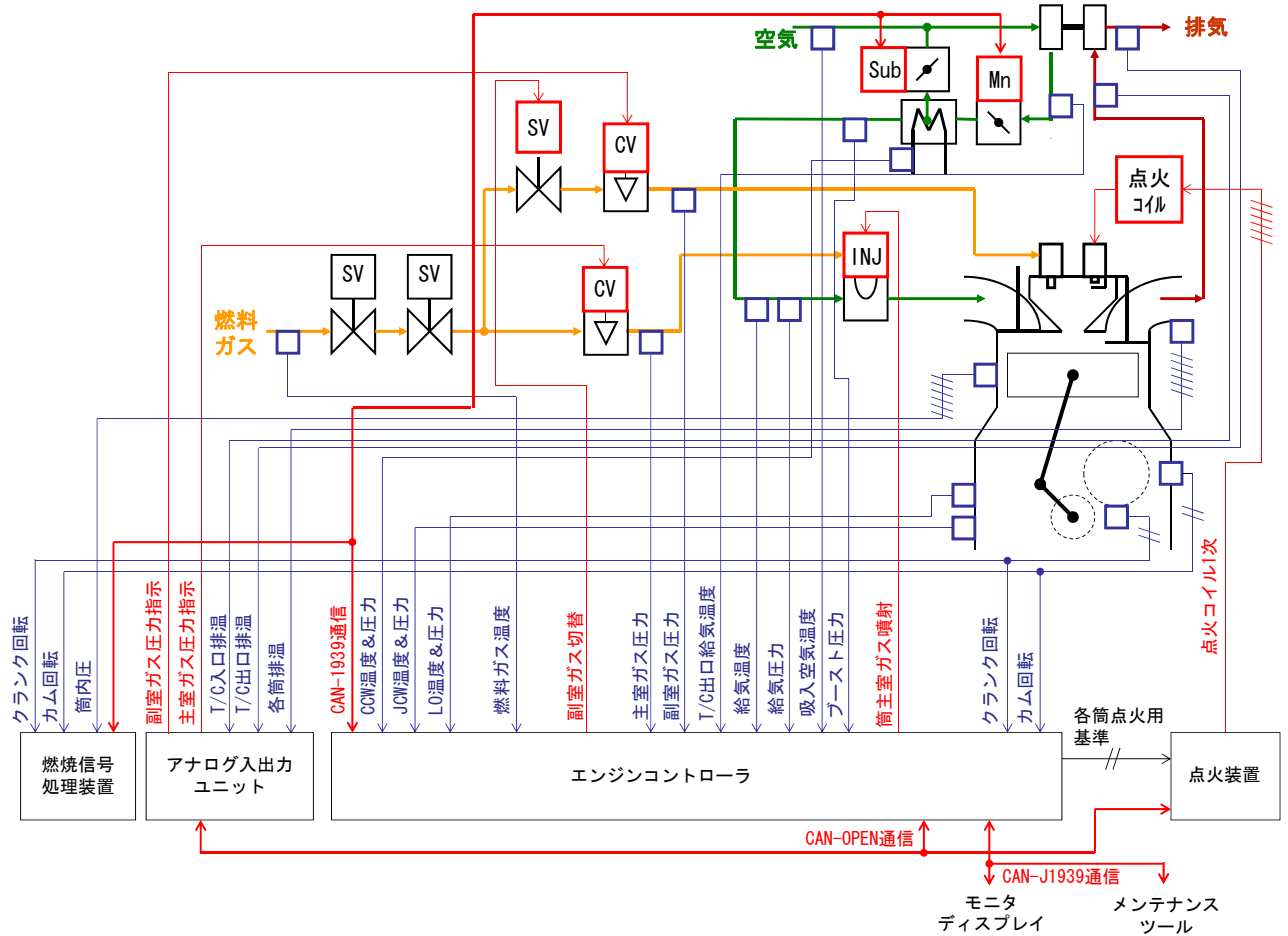 空気
排気
Sub
Mn
SV
CV
点火
コイル
INJ
SV
SV
CV
燃料
ガス
クランク回転
カム回転
筒内圧
副室ガス圧力指示
主室ガス圧力指示
T/C入口排温
T/C出口排温
各筒排温
CAN-1939通信
CCW温度&圧力
JCW温度&圧力
LO温度&圧力
燃料ガス温度
副室ガス切替
主室ガス圧力
副室ガス圧力
T/C出口給気温度
給気温度
給気圧力
吸入空気温度
ブースト圧力
筒主室ガス噴射
クランク回転
カム回転
点火コイル1次
各筒点火用
基準
燃焼信号
処理装置
アナログ入出力
ユニット
エンジンコントローラ
点火装置
CAN-OPEN通信
CAN-J1939通信
モニタ
ディスプレイ
メンテナンス
ツール